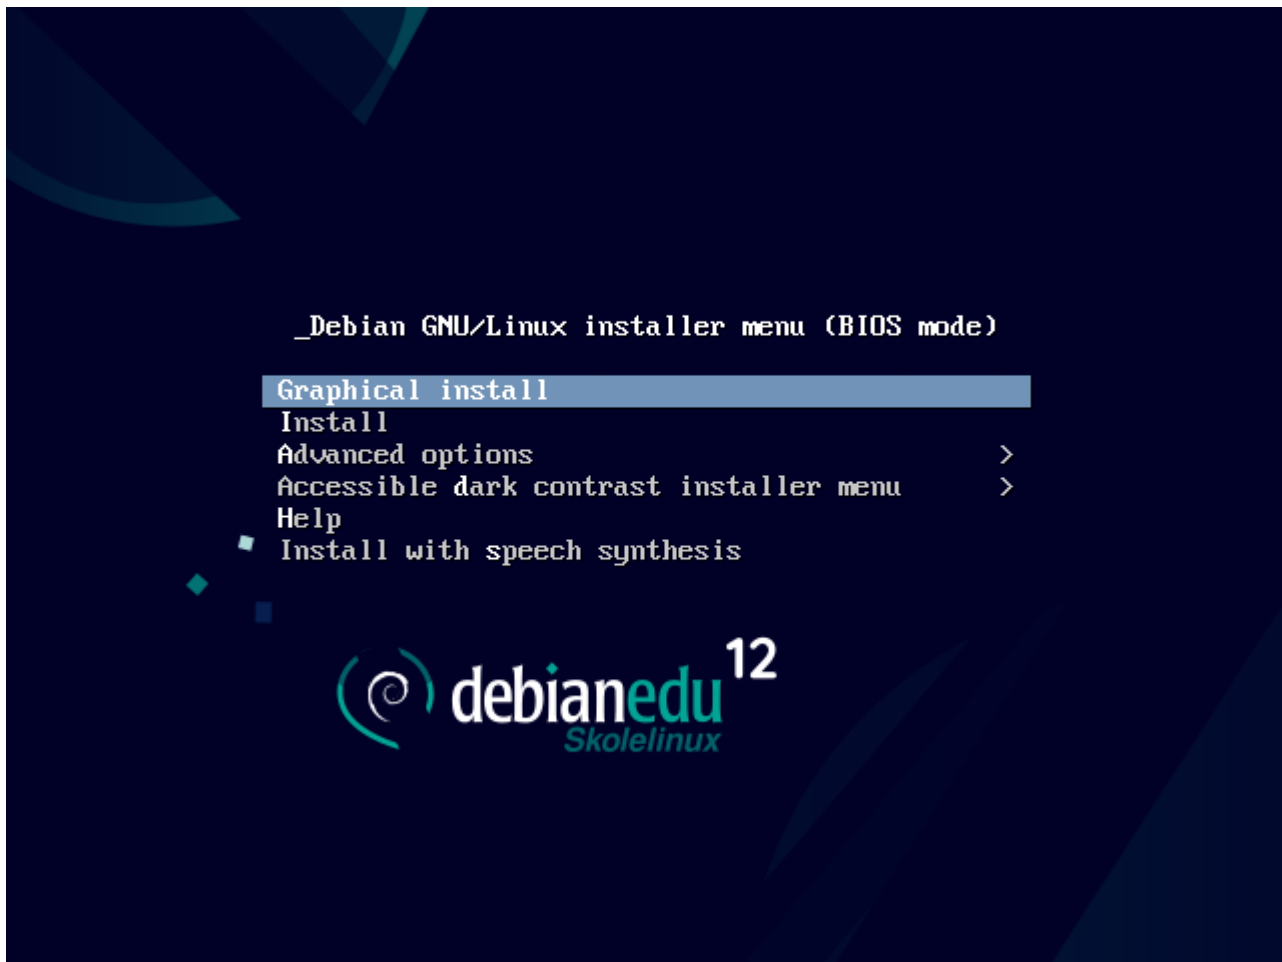 _Debian GNU/Linux installer menu (BIOS mode)
Graphical install
Install
Advanced options >
Accessible dark contrast installer menu >
Help
Install with speech synthesis
debianedu 12
Skolelinux